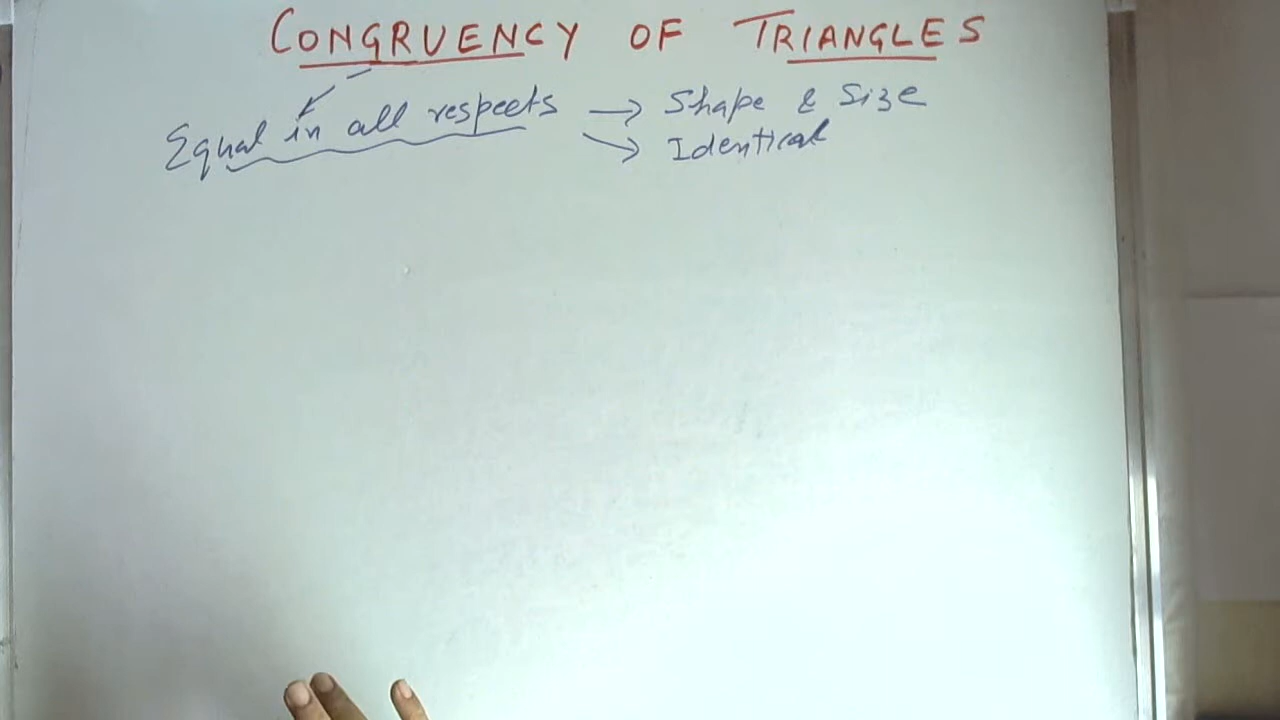 CONGRUENCY OF TRIANGLES
Equal in all respects → Shape & Size
→ Identical